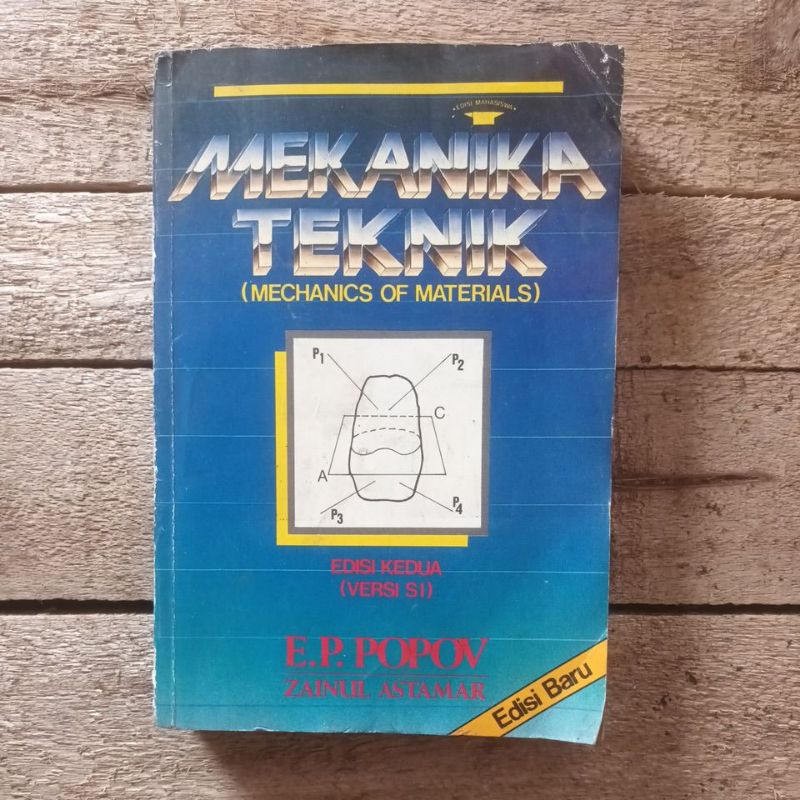 • EDISI MAHASISWA •
MEKANIKA
TEKNIK
(MECHANICS OF MATERIALS)
P1 P2
C
A
P3 P4
EDISI KEDUA
(VERSI SI)
E.P. POPOV
ZAINUL ASTAMAR
Edisi Baru